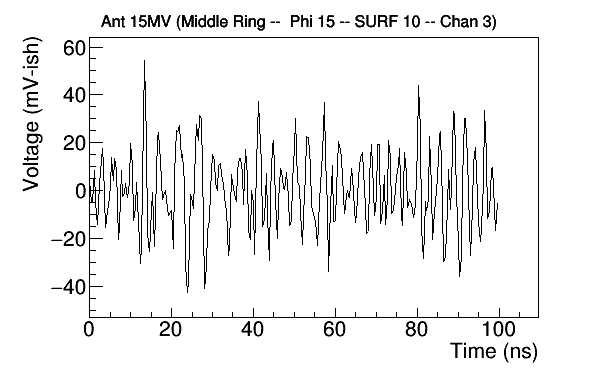 Ant 15MV (Middle Ring -- Phi 15 -- SURF 10 -- Chan 3)
Voltage (mV-ish)
60
40
20
0
−20
−40
0 20 40 60 80 100
Time (ns)